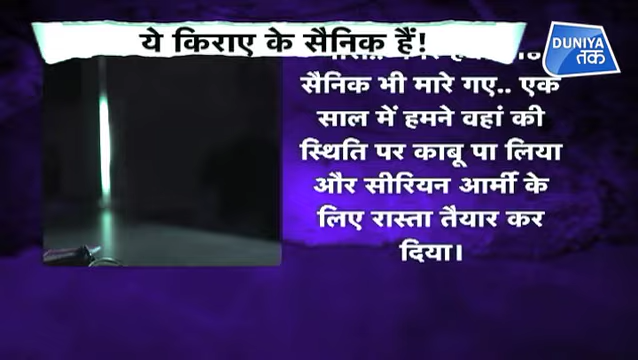 ये किराए के सैनिक हैं!
DUNIYA
तक
सैनिक भी मारे गए.. एक
साल में हमने वहां की
स्थिति पर काबू पा लिया
और सीरियन आर्मी के
लिए रास्ता तैयार कर
दिया।